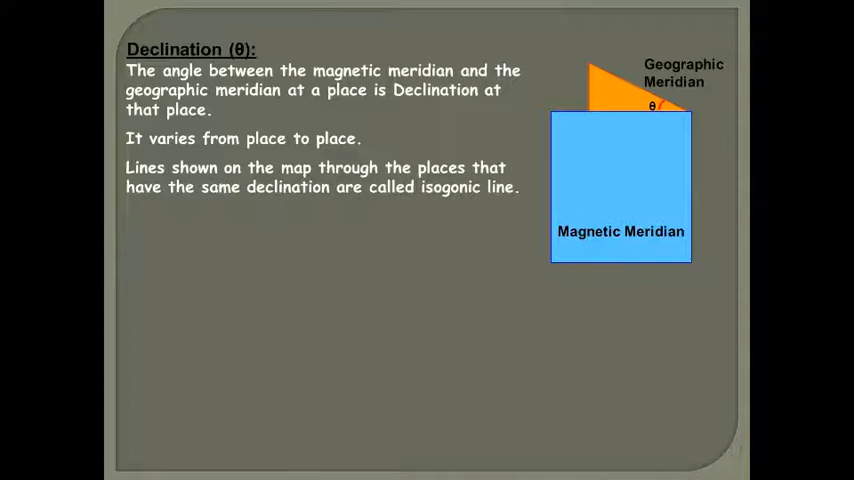 Declination (θ):
The angle between the magnetic meridian and the
geographic meridian at a place is Declination at
that place.
It varies from place to place.
Lines shown on the map through the places that
have the same declination are called isogonic line.
Geographic
Meridian
θ
Magnetic Meridian